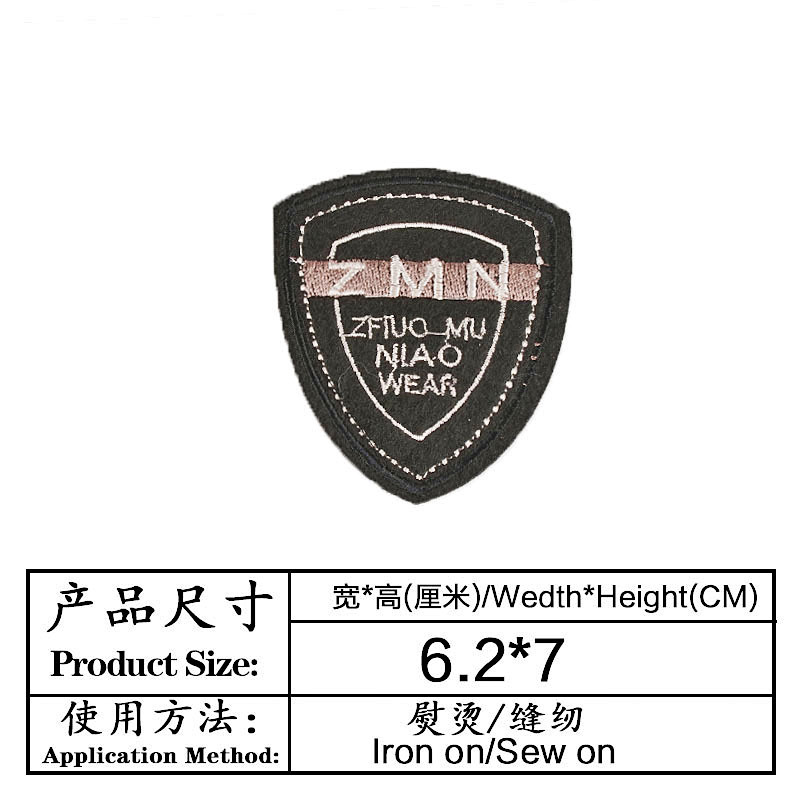 ZMN
ZFIUO MU
NIAO
WEAR
产品尺寸
Product Size:
宽*高(厘米)/Wedth*Height(CM)
6.2*7
使用方法:
Application Method:
熨烫/缝纫
Iron on/Sew on